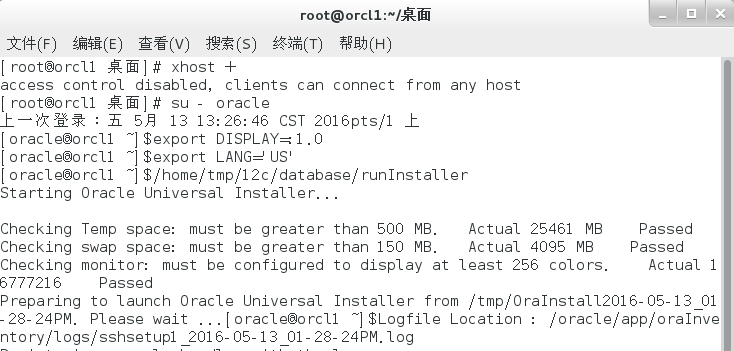 root@orcl1:~/桌面
文件(F) 编辑(E) 查看(V) 搜索(S) 终端(T) 帮助(H)
[root@orcl1 桌面]# xhost +
access control disabled, clients can connect from any host
[root@orcl1 桌面]# su - oracle
上一次登录：五 5月 13 13:26:46 CST 2016pts/1 上
[oracle@orcl1 ~]$export DISPLAY=:1.0
[oracle@orcl1 ~]$export LANG='US'
[oracle@orcl1 ~]$/home/tmp/12c/database/runInstaller
Starting Oracle Universal Installer...
Checking Temp space: must be greater than 500 MB.   Actual 25461 MB    Passed
Checking swap space: must be greater than 150 MB.   Actual 4095 MB    Passed
Checking monitor: must be configured to display at least 256 colors.    Actual 1
6777216    Passed
Preparing to launch Oracle Universal Installer from /tmp/OraInstall2016-05-13_01
-28-24PM. Please wait ...[oracle@orcl1 ~]$Logfile Location : /oracle/app/oraInve
ntory/logs/sshsetup1_2016-05-13_01-28-24PM.log